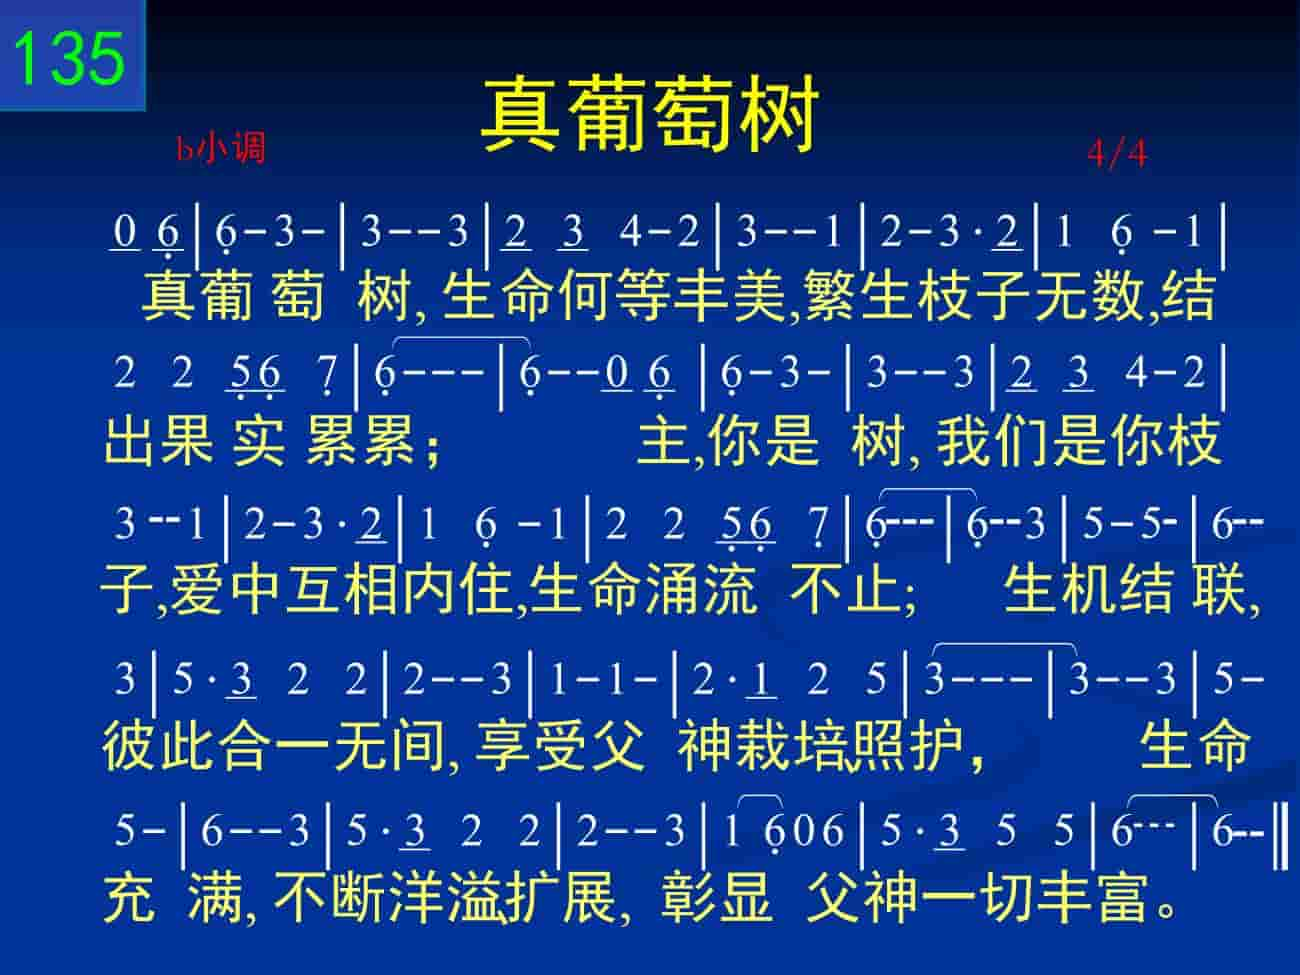 135
真葡萄树
b小调 4/4
0 6|6-3-|3--3|2 3 4-2|3--1|2-3·2|1 6 -1|
真葡 萄 树, 生命何等丰美,繁生枝子无数,结
2 2 56 7|6---|6--0 6|6-3-|3--3|2 3 4-2|
出果 实 累累； 主,你是 树, 我们是你枝
3 --1|2-3·2|1 6 -1|2 2 56 7|6---|6--3|5-5-|6--
子,爱中互相内住,生命涌流 不止; 生机结 联,
3|5·3 2 2|2--3|1-1-|2·1 2 5|3---|3--3|5-
彼此合一无间, 享受父 神栽培、照护， 生命
5-|6--3|5·3 2 2|2--3|1 606|5·3 5 5|6---|6--‖
充 满, 不断洋溢、扩展, 彰显 父神一切丰富。